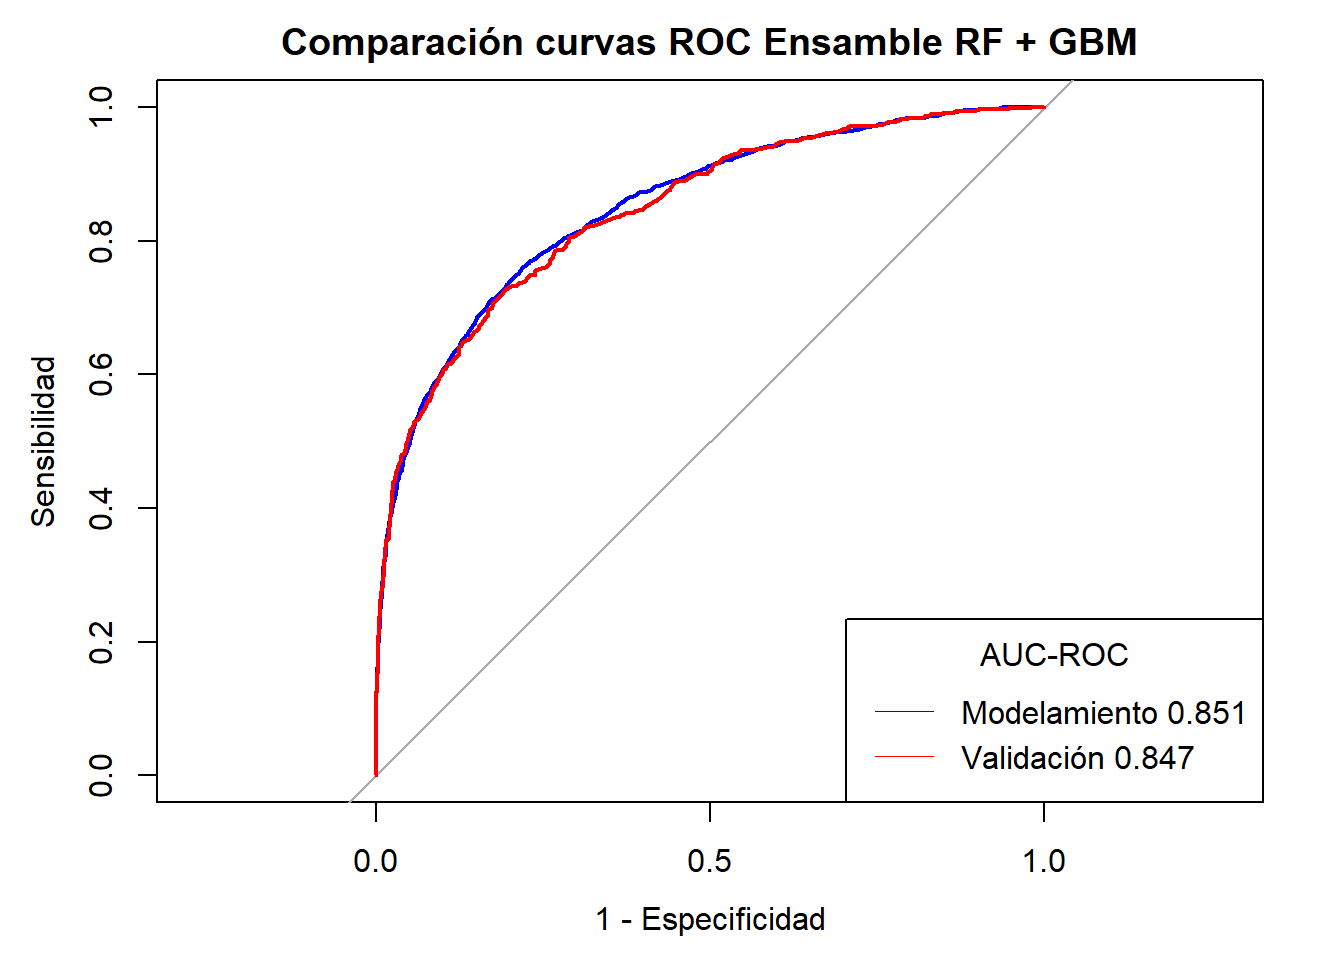 Comparación curvas ROC Ensamble RF + GBM
Sensibilidad
1.0
0.8
0.6
0.4
0.2
0.0
AUC-ROC
Modelamiento 0.851
Validación 0.847
0.0 0.5 1.0
1 - Especificidad